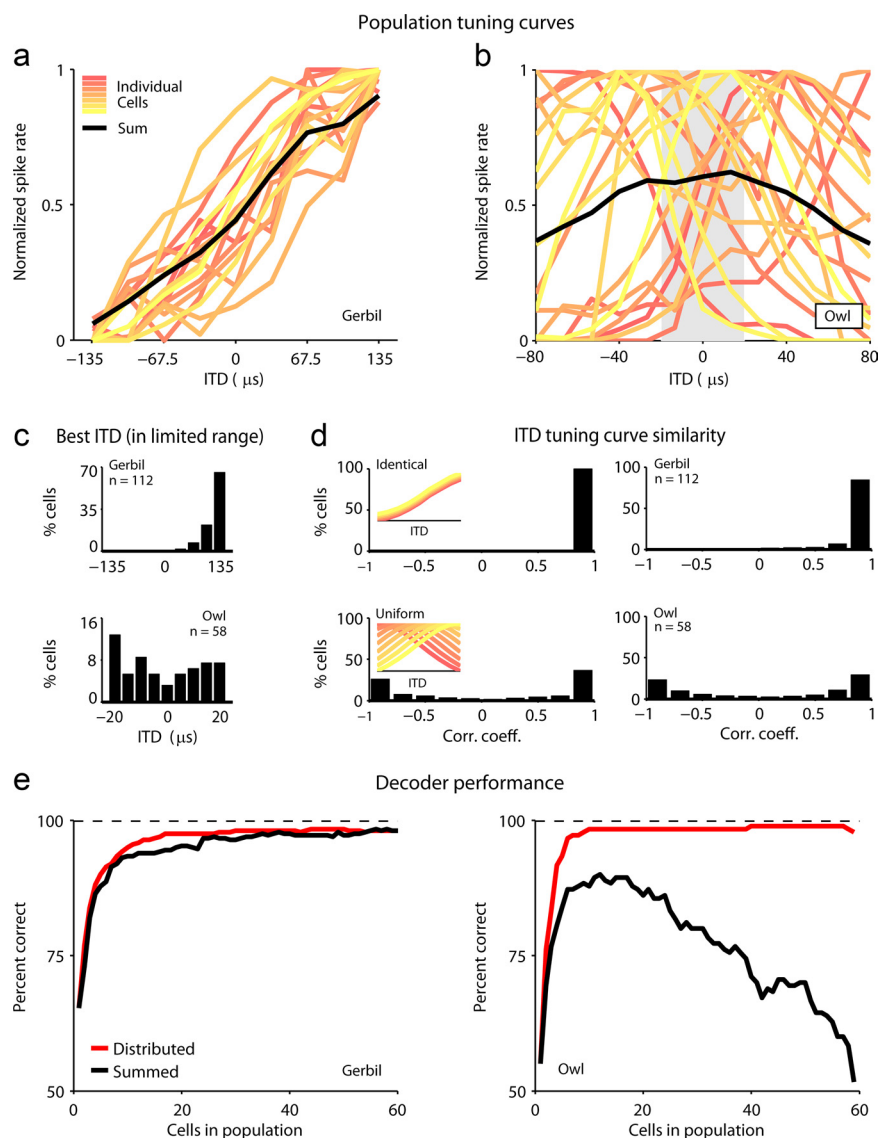 Population tuning curves
a
b
1
0.5
0
Normalized spike rate
Individual
Cells
Sum
Gerbil
−135
−67.5
0
67.5
135
ITD ( μs)
1
0.5
0
Normalized spike rate
Owl
−80
−40
0
40
80
ITD ( μs)
c
Best ITD (in limited range)
d
ITD tuning curve similarity
70
35
0
% cells
Gerbil
n = 112
−135
135
16
8
0
% cells
Owl
n = 58
−20
0
20
ITD (μs)
100
50
0
% cells
Identical
ITD
−1
−0.5
0
0.5
1
100
50
0
Gerbil
n = 112
−1
−0.5
0
0.5
1
100
50
0
% cells
Uniform
ITD
−1
−0.5
0
0.5
1
Corr. coeff.
100
50
0
Owl
n = 58
−1
−0.5
0
0.5
1
Corr. coeff.
e
Decoder performance
100
75
50
Percent correct
Distributed
Summed
Gerbil
0
20
40
60
Cells in population
100
75
50
Percent correct
Owl
0
20
40
60
Cells in population